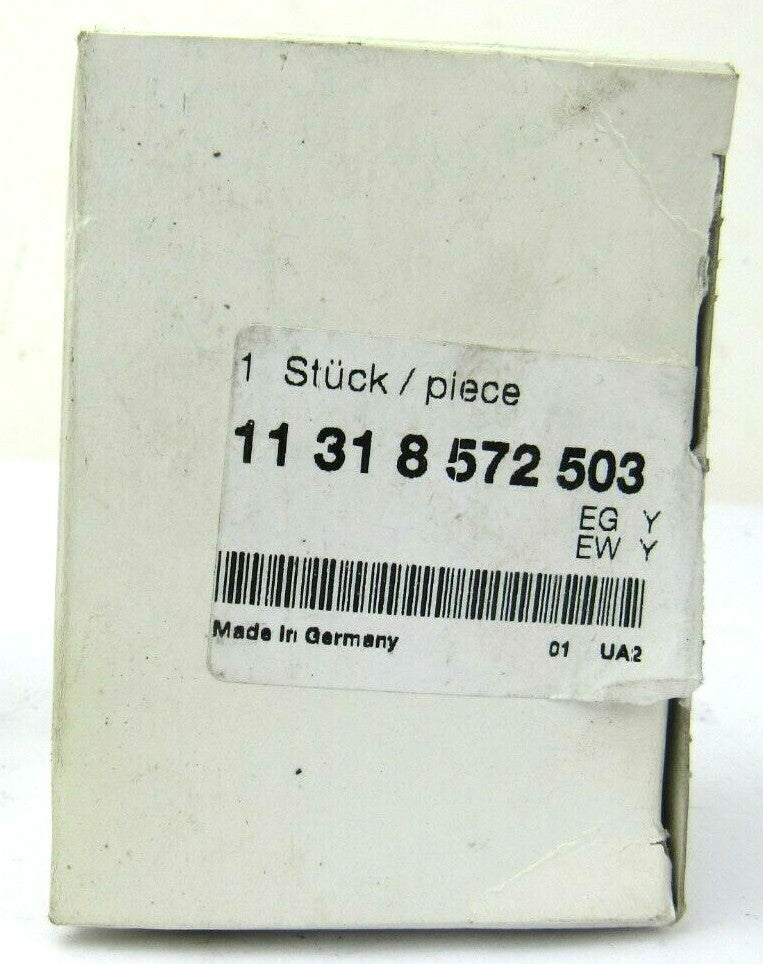 1 Stück / piece
11 31 8 572 503
EG Y
EW Y
Made In Germany 01 UA2